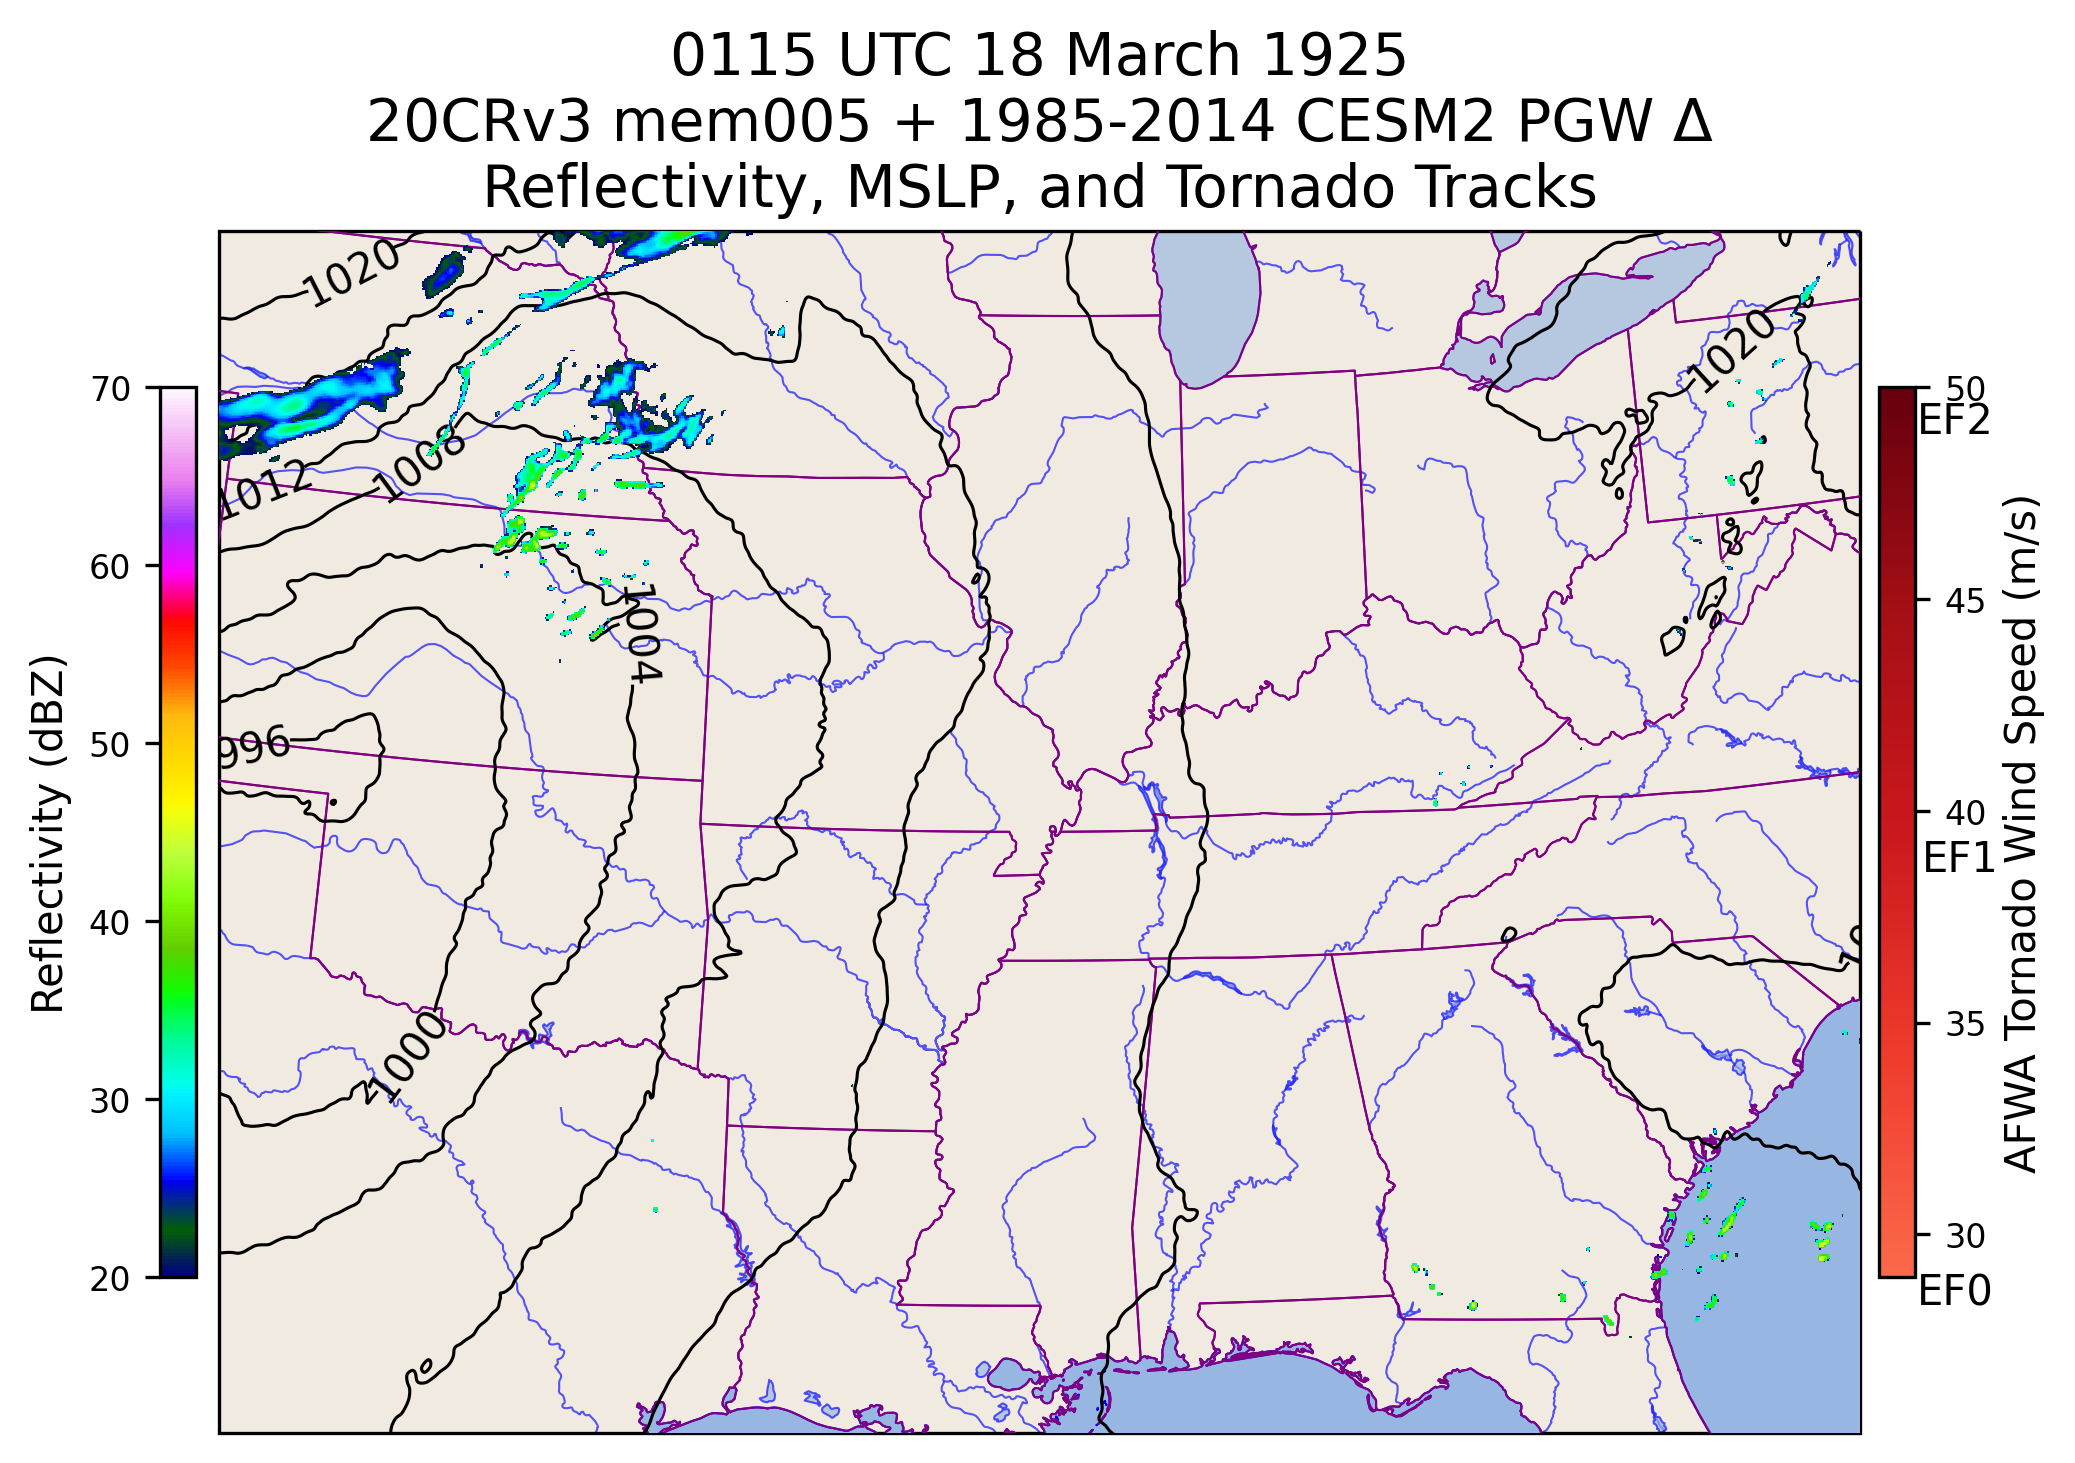 0115 UTC 18 March 1925
20CRv3 mem005 + 1985-2014 CESM2 PGW Δ
Reflectivity, MSLP, and Tornado Tracks
1020
1020
1012
1008
1004
996
1000
70
60
50
40
30
20
Reflectivity (dBZ)
50
EF2
45
40
EF1
35
30
EF0
AFWA Tornado Wind Speed (m/s)